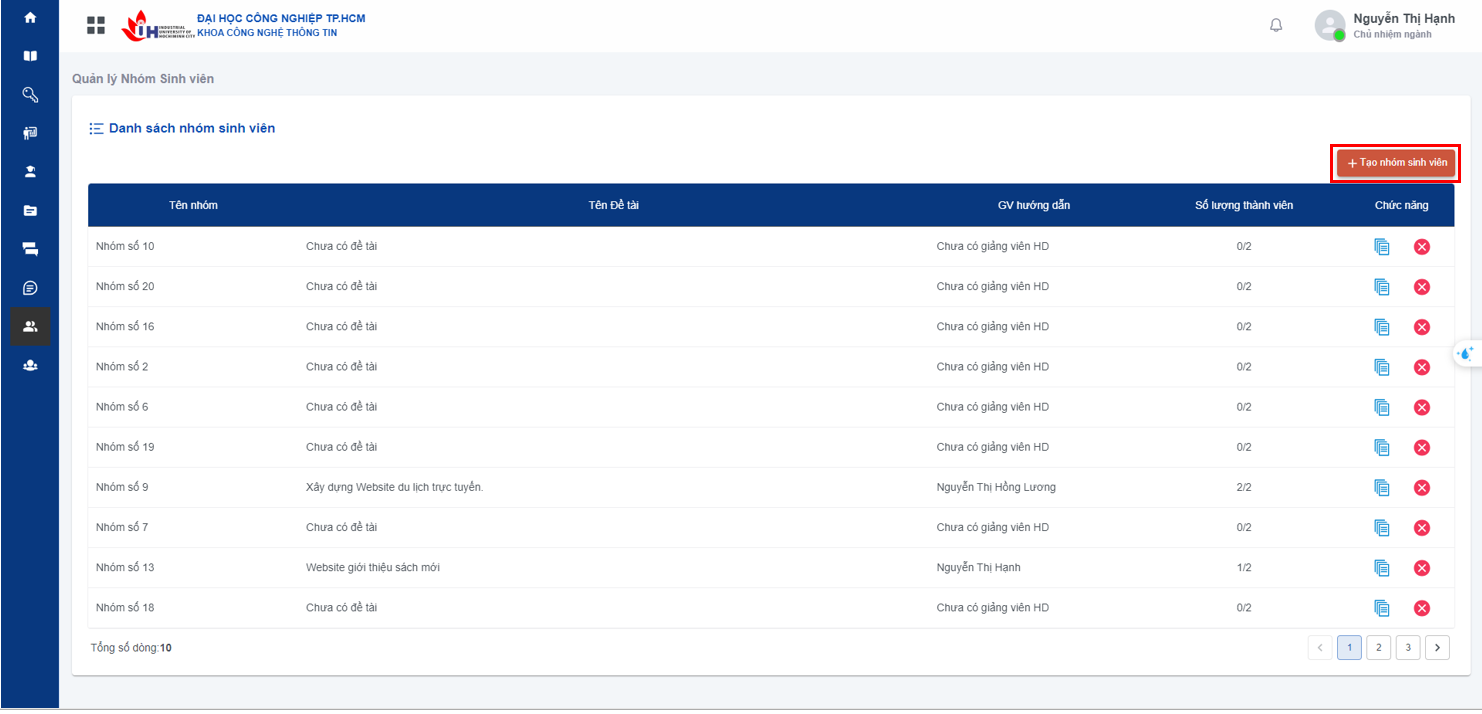 INDUSTRIAL
UNIVERSITY OF
HOCHIMINH CITY
ĐẠI HỌC CÔNG NGHIỆP TP.HCM
KHOA CÔNG NGHỆ THÔNG TIN
Nguyễn Thị Hạnh
Chủ nhiệm ngành
Quản lý Nhóm Sinh viên
Danh sách nhóm sinh viên
+ Tạo nhóm sinh viên
Tên nhóm Tên Đề tài GV hướng dẫn Số lượng thành viên Chức năng
Nhóm số 10 Chưa có đề tài Chưa có giảng viên HD 0/2
Nhóm số 20 Chưa có đề tài Chưa có giảng viên HD 0/2
Nhóm số 16 Chưa có đề tài Chưa có giảng viên HD 0/2
Nhóm số 2 Chưa có đề tài Chưa có giảng viên HD 0/2
Nhóm số 6 Chưa có đề tài Chưa có giảng viên HD 0/2
Nhóm số 19 Chưa có đề tài Chưa có giảng viên HD 0/2
Nhóm số 9 Xây dựng Website du lịch trực tuyến. Nguyễn Thị Hồng Lương 2/2
Nhóm số 7 Chưa có đề tài Chưa có giảng viên HD 0/2
Nhóm số 13 Website giới thiệu sách mới Nguyễn Thị Hạnh 1/2
Nhóm số 18 Chưa có đề tài Chưa có giảng viên HD 0/2
Tổng số dòng:10
1 2 3